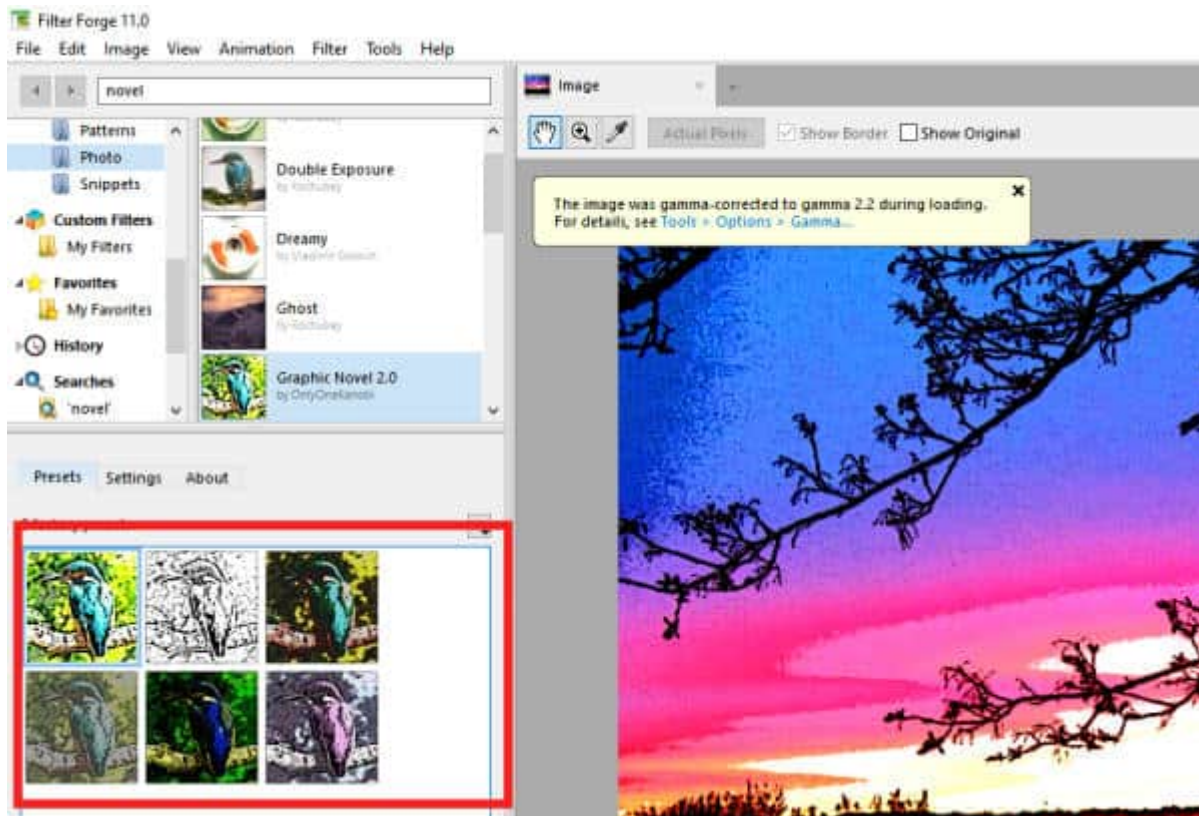 Filter Forge 11.0
File Edit Image View Animation Filter Tools Help
novel
Image
Patterns
Photo
Snippets
Custom Filters
My Filters
Favorites
My Favorites
History
Searches
'novel'
Double Exposure
Dreamy
Ghost
Graphic Novel 2.0
Actual Pixels Show Border Show Original
The image was gamma-corrected to gamma 2.2 during loading.
For details, see Tools > Options > Gamma...
Presets Settings About